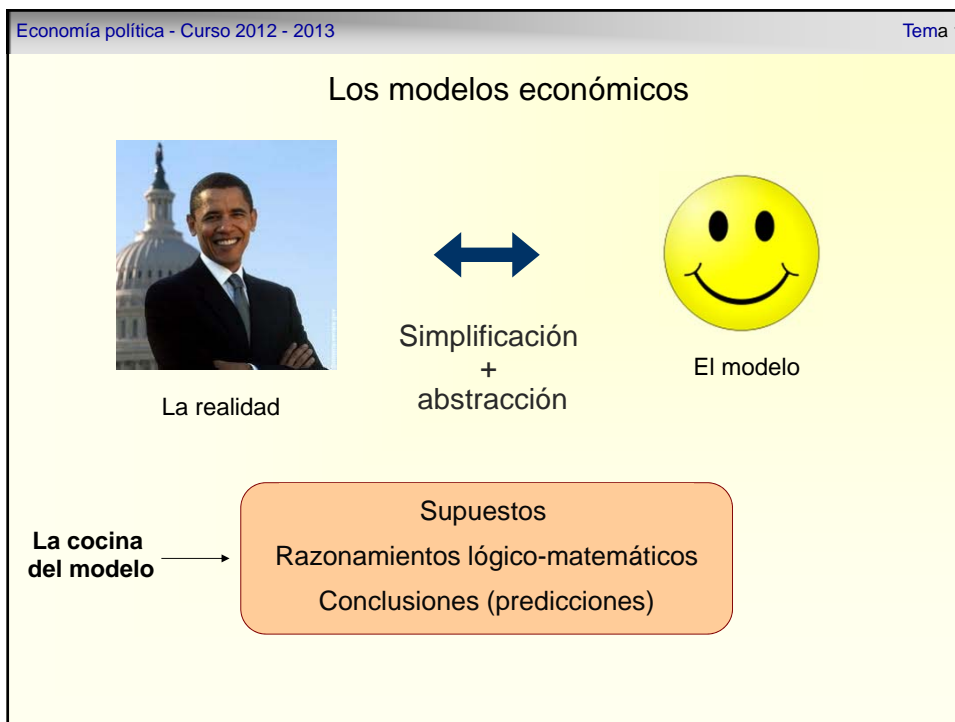 Economía política - Curso 2012 - 2013
Tema
Los modelos económicos
Simplificación
+
abstracción
La realidad
El modelo
La cocina
del modelo
Supuestos
Razonamientos lógico-matemáticos
Conclusiones (predicciones)